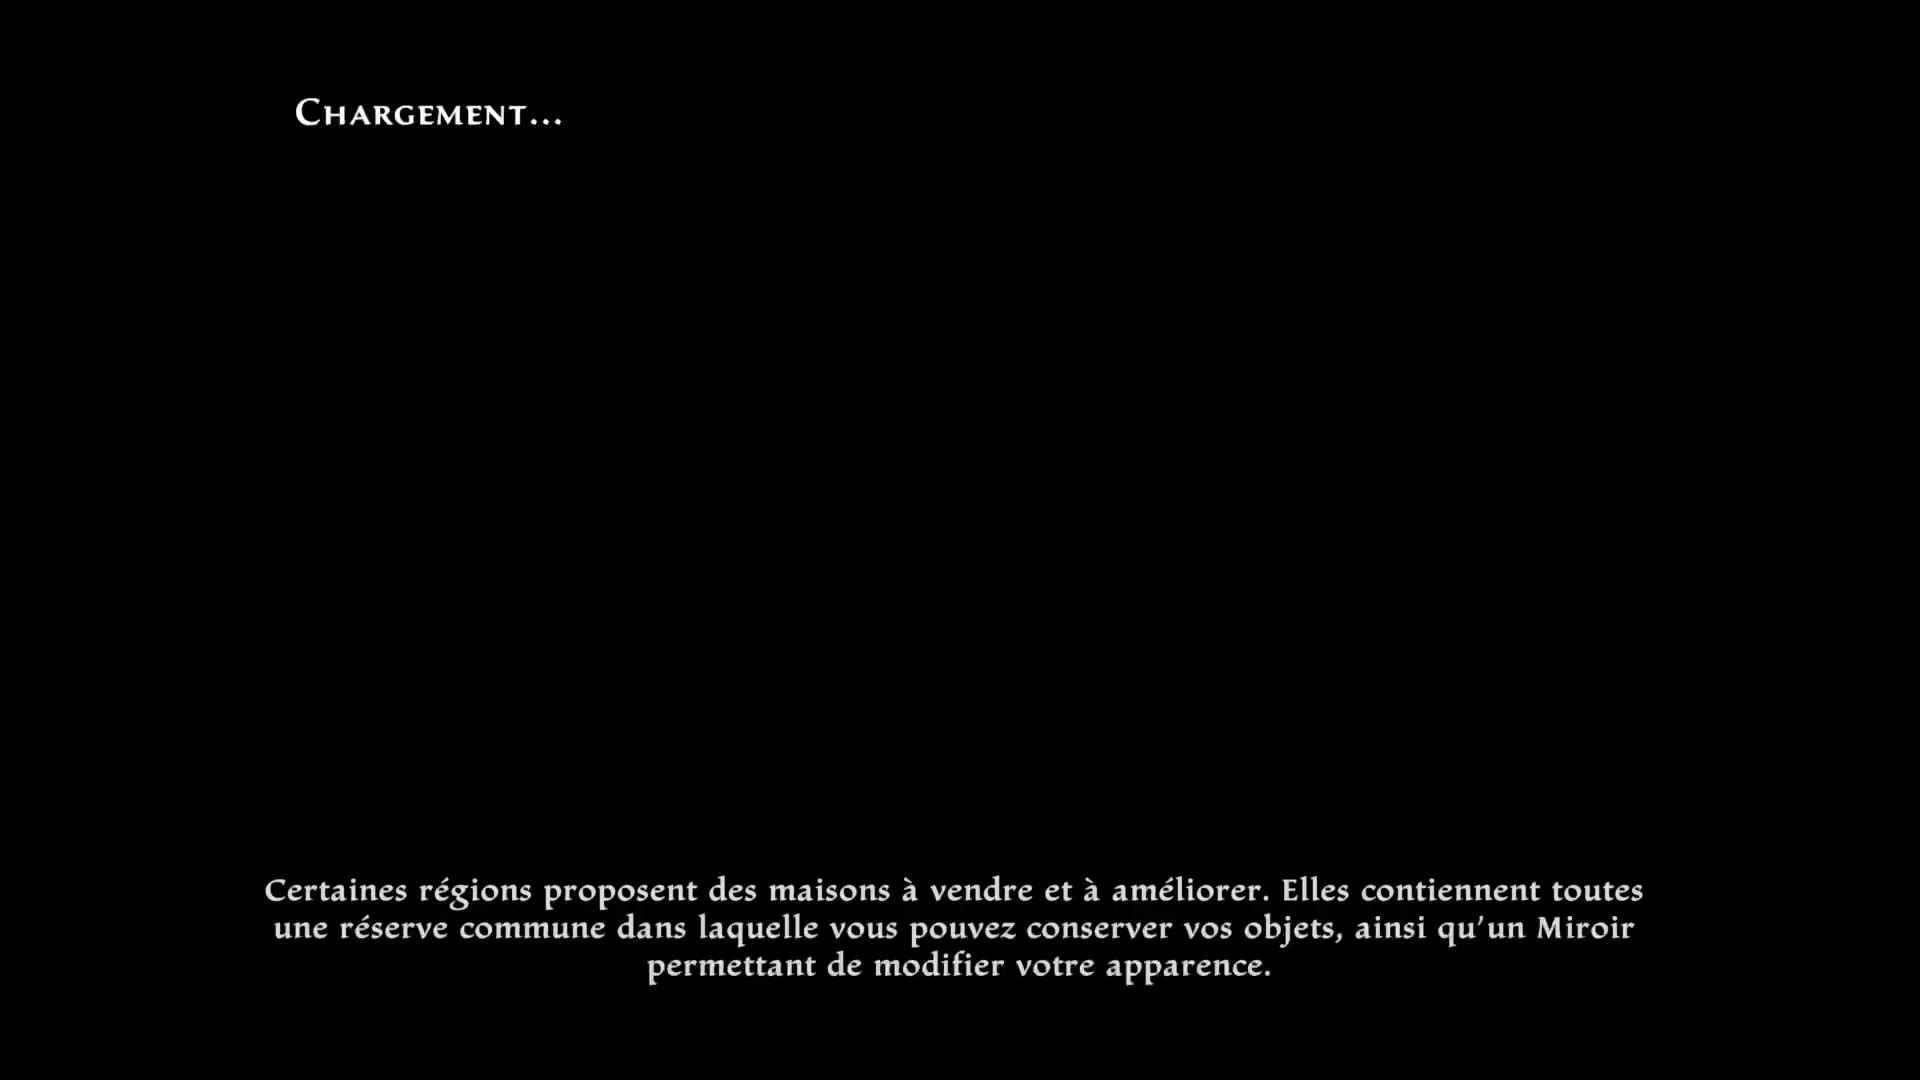 Chargement...
Certaines régions proposent des maisons à vendre et à améliorer. Elles contiennent toutes
une réserve commune dans laquelle vous pouvez conserver vos objets, ainsi qu'un Miroir
permettant de modifier votre apparence.